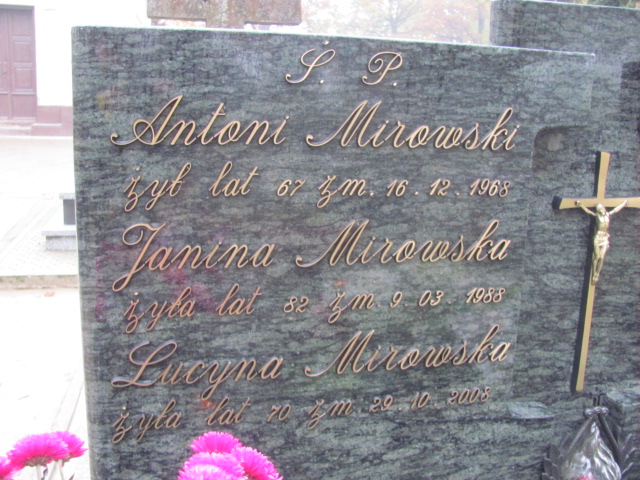 Ś. P.
Antoni Mirowski
żył lat 67 zm. 16.12.1968
Janina Mirowska
żyła lat 82 zm 9.03.1988
Lucyna Mirowska
żyła lat 70 zm. 29.10.2008